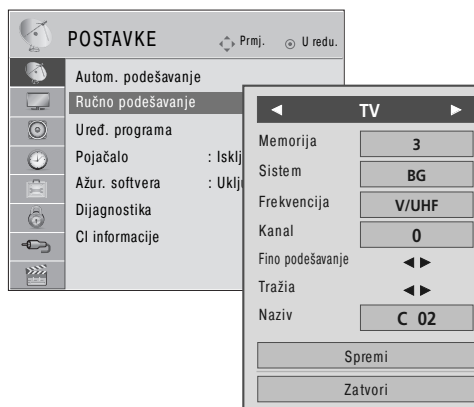 POSTAVKE
Prmj.
U redu.
Autom. podešavanje
Ručno podešavanje
Uređ. programa
Pojačalo : Isklj
Ažur. softvera : Uklj
Dijagnostika
CI informacije
TV
Memorija 3
Sistem BG
Frekvencija V/UHF
Kanal 0
Fino podešavanje
Tražia
Naziv C 02
Spremi
Zatvori